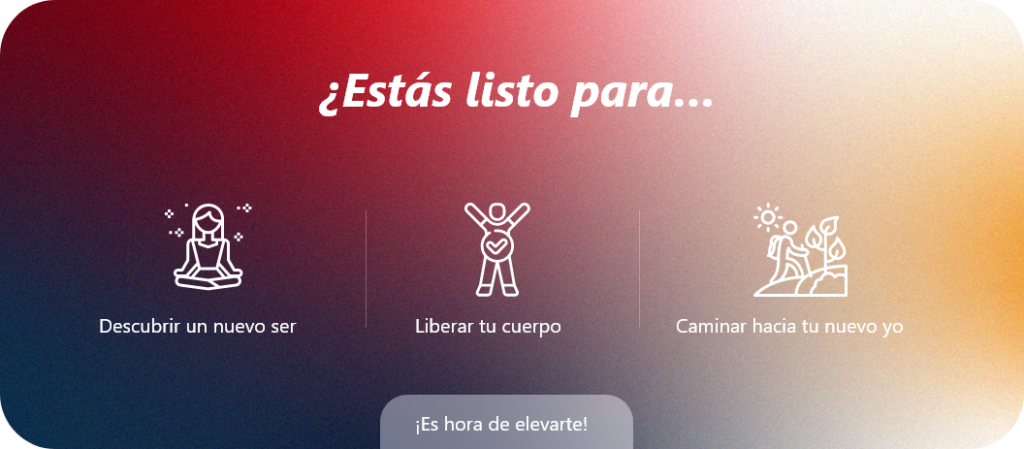 ¿Estás listo para...
Descubrir un nuevo ser
Liberar tu cuerpo
Caminar hacia tu nuevo yo
¡Es hora de elevarte!